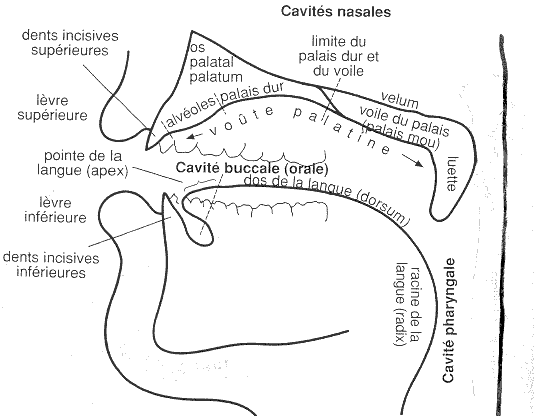 Cavités nasales
dents incisives
supérieures
os
palatal
palatum
limite du
palais dur et
du voile
lèvre
supérieure
alvéoles
palais dur
velum
voile du palais
(palais mou)
voûte palatine
luette
pointe de la
langue (apex)
Cavité buccale (orale)
dos de la langue (dorsum)
lèvre
inférieure
dents incisives
inférieures
racine de la
langue (radix)
Cavité pharyngale